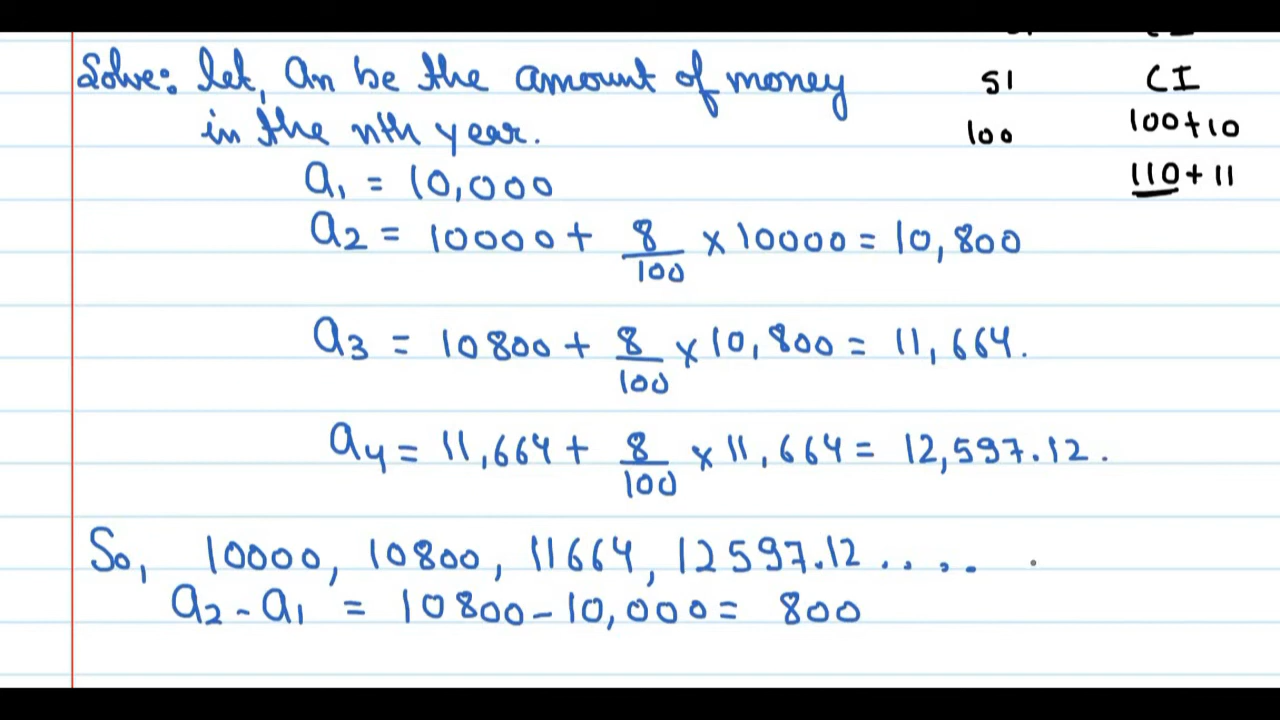 SI CI
Solve: let, an be the amount of money
100 100+10
in the nth year.
110+11
a1 = 10,000
a2 = 10000+ 8/100 x 10000 = 10,800
a3 = 10800+ 8/100 x 10,800 = 11,664.
a4 = 11,664+ 8/100 x 11,664 = 12,597.12.
So, 10000, 10800, 11664, 12597.12 . . , .
a2 - a1 = 10800-10,000 = 800